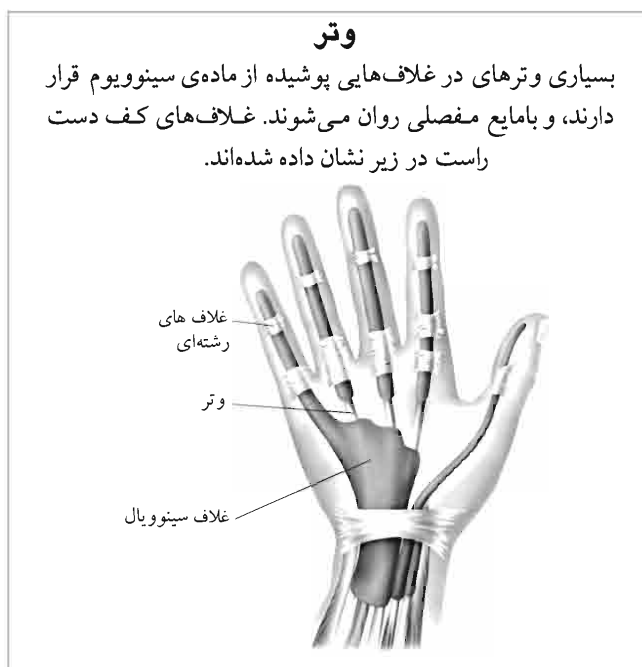 وتر
بسیاری وترهای در غلاف‌هایی پوشیده از ماده‌ی سینوویوم قرار
دارند، و بامایع مفصلی روان می‌شوند. غلاف‌های کف دست
راست در زیر نشان داده شده‌اند.
غلاف های
رشته‌ای
وتر
غلاف سینوویال